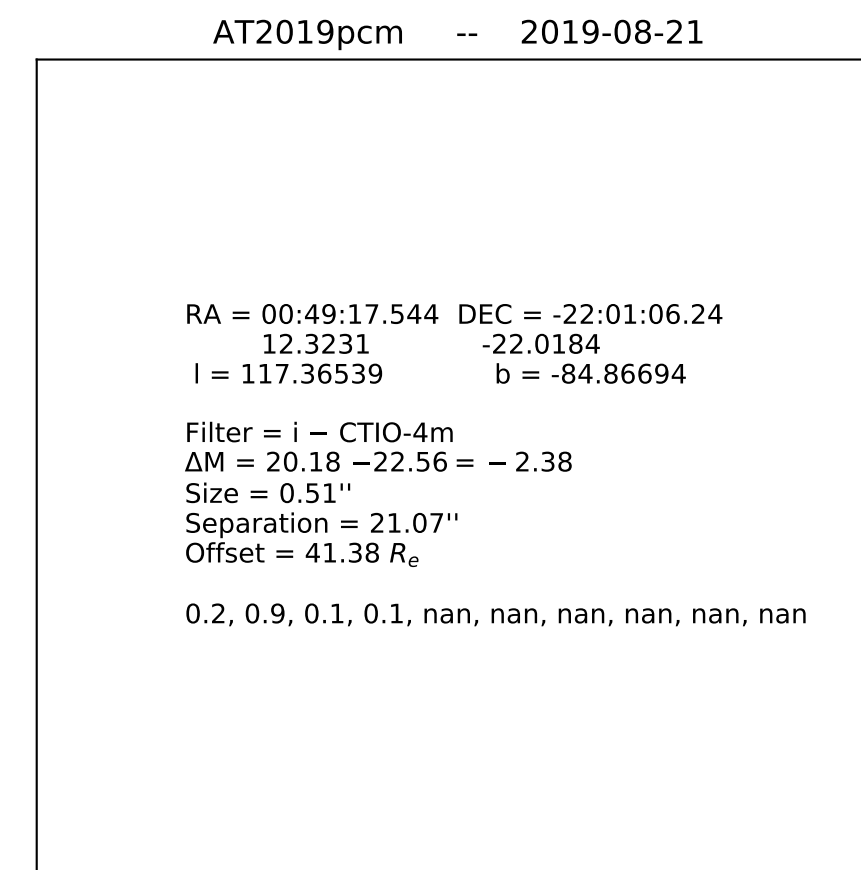 AT2019pcm -- 2019-08-21
RA = 00:49:17.544 DEC = -22:01:06.24
12.3231 -22.0184
l = 117.36539 b = -84.86694
Filter = i − CTIO-4m
ΔM = 20.18 −22.56 = − 2.38
Size = 0.51''
Separation = 21.07''
Offset = 41.38 Re
0.2, 0.9, 0.1, 0.1, nan, nan, nan, nan, nan, nan